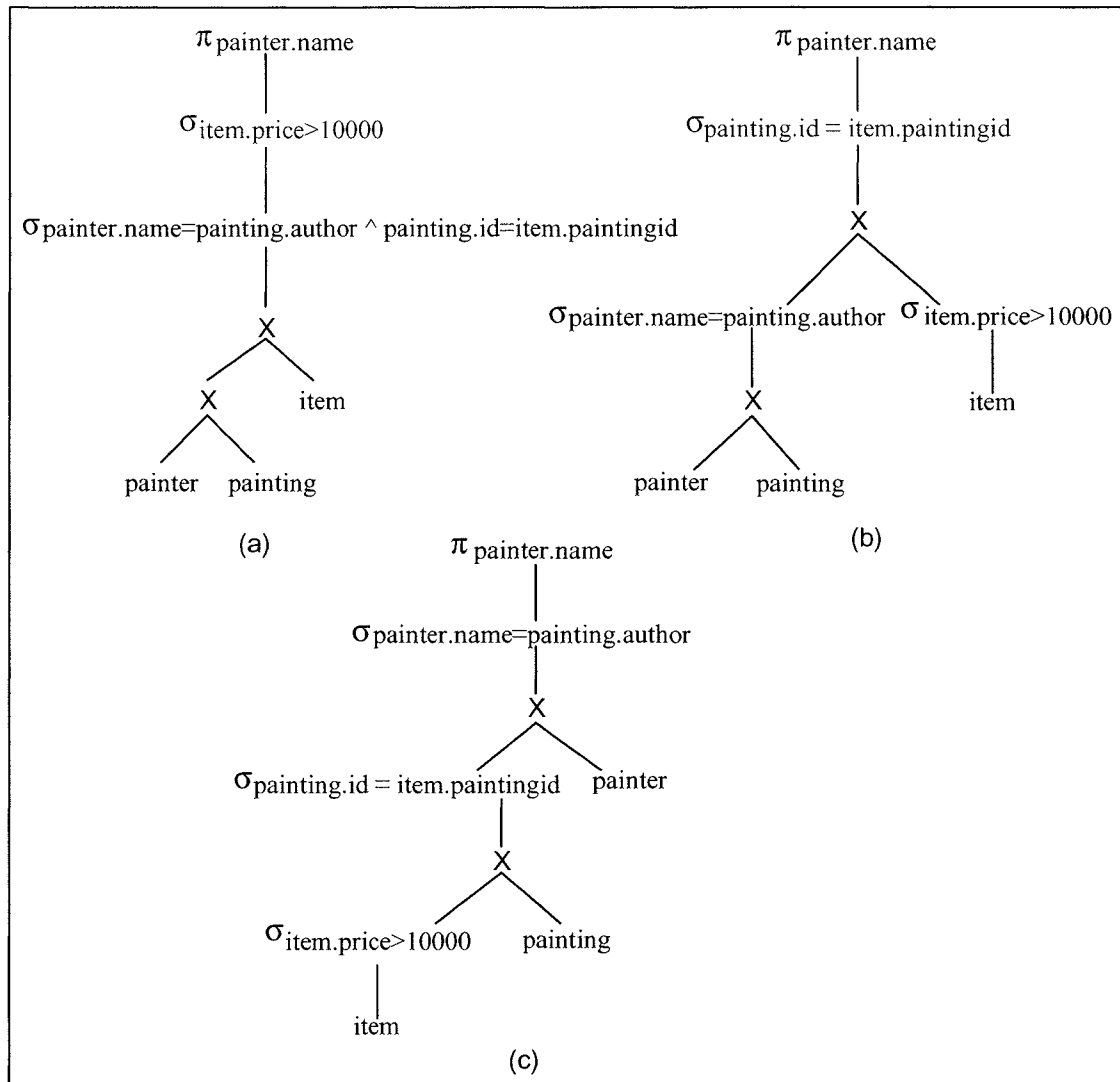 π painter.name
σ item.price>10000
σ painter.name=painting.author ^ painting.id=item.paintingid
X
X item
painter painting
(a)
π painter.name
σ painting.id = item.paintingid
X
σ painter.name=painting.author σ item.price>10000
X item
painter painting
(b)
π painter.name
σ painter.name=painting.author
X
σ painting.id = item.paintingid painter
X
σ item.price>10000 painting
item
(c)